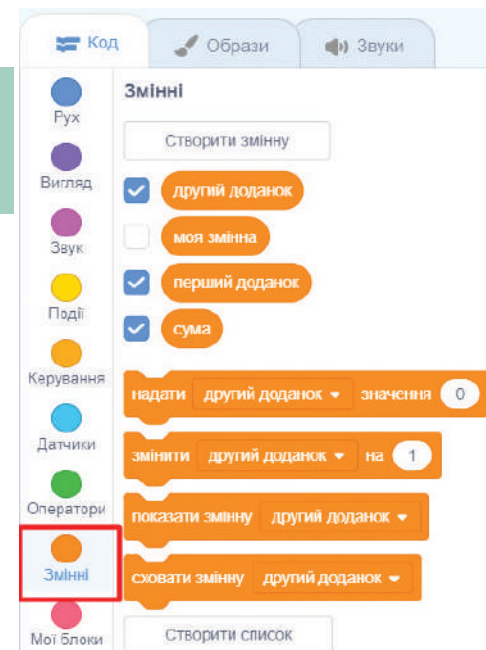 Код
Образи
Звуки
Рух
Вигляд
Звук
Події
Керування
Датчики
Оператори
Змінні
Мої блоки
Змінні
Створити змінну
другий доданок
моя змінна
перший доданок
сума
надати другий доданок значення 0
змінити другий доданок на 1
показати змінну другий доданок
сховати змінну другий доданок
Створити список